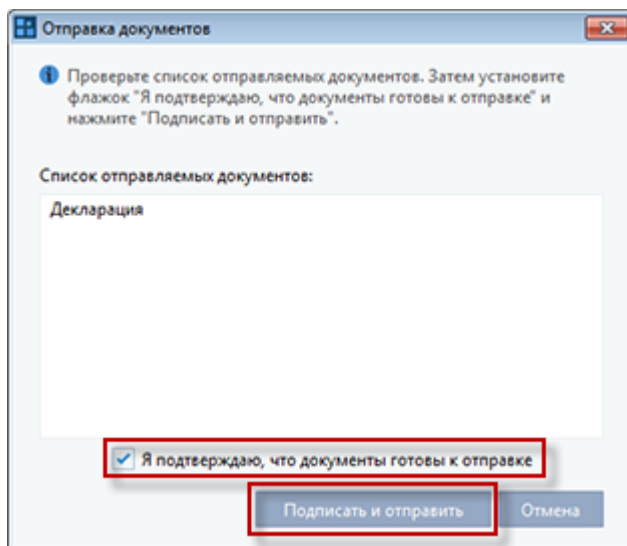 Отправка документов
Проверьте список отправляемых документов. Затем установите
флажок "Я подтверждаю, что документы готовы к отправке" и
нажмите "Подписать и отправить".
Список отправляемых документов:
Декларация
Я подтверждаю, что документы готовы к отправке
Подписать и отправить
Отмена